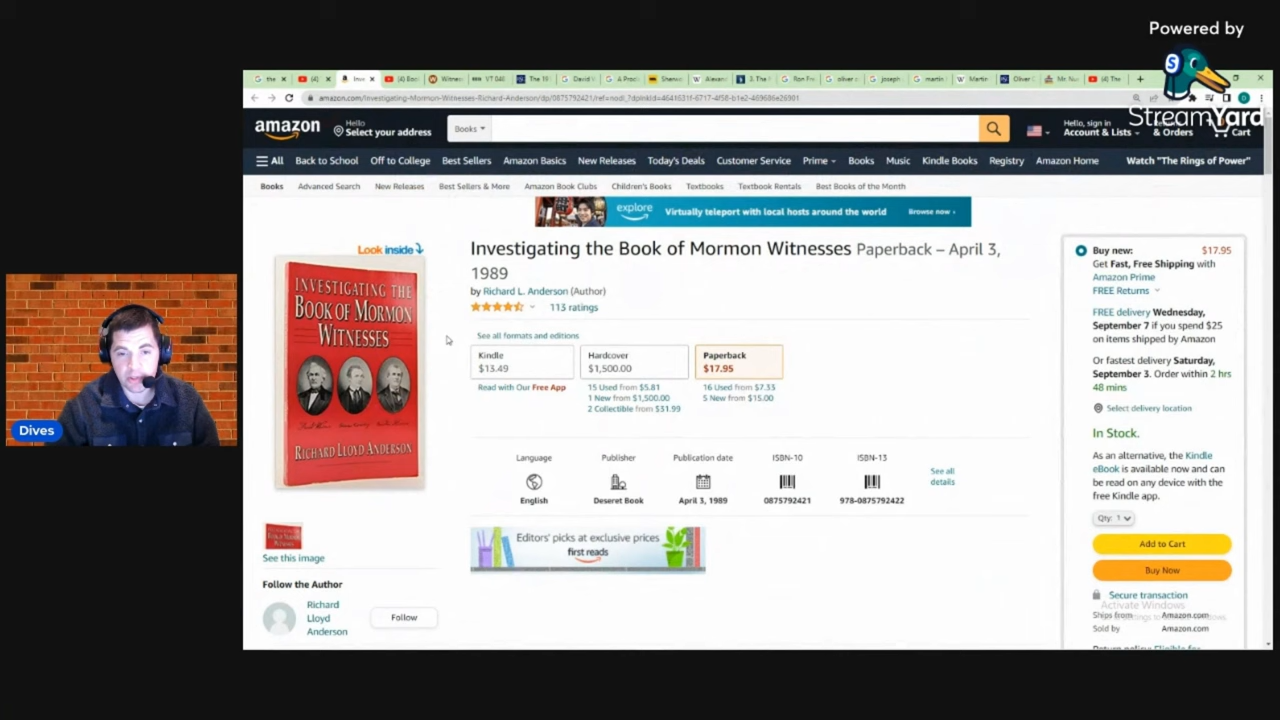 Powered by
StreamYard
amazon.com/Investigating-Mormon-Witnesses-Richard-Anderson/dp/0875792421/
amazon
Hello
Select your address
Books
Hello, sign in
Account & Lists
& Orders
Cart
All
Back to School
Off to College
Best Sellers
Amazon Basics
New Releases
Today's Deals
Customer Service
Prime
Books
Music
Kindle Books
Registry
Amazon Home
Watch "The Rings of Power"
Books
Advanced Search
New Releases
Best Sellers & More
Amazon Book Clubs
Children's Books
Textbooks
Textbook Rentals
Best Books of the Month
explore
Virtually teleport with local hosts around the world
Browse now ›
Look inside
INVESTIGATING THE
BOOK OF MORMON
WITNESSES
RICHARD LLOYD ANDERSON
See this image
Follow the Author
Richard
Lloyd
Anderson
Follow
Investigating the Book of Mormon Witnesses Paperback – April 3,
1989
by Richard L. Anderson (Author)
113 ratings
See all formats and editions
Kindle
$13.49
Read with Our Free App
Hardcover
$1,500.00
15 Used from $5.81
1 New from $1,500.00
2 Collectible from $31.99
Paperback
$17.95
16 Used from $7.33
5 New from $15.00
Language
English
Publisher
Deseret Book
Publication date
April 3, 1989
ISBN-10
0875792421
ISBN-13
978-0875792422
See all
details
Editors' picks at exclusive prices
first reads
Buy new:
$17.95
Get Fast, Free Shipping with
Amazon Prime
FREE Returns
FREE delivery Wednesday,
September 7 if you spend $25
on items shipped by Amazon
Or fastest delivery Saturday,
September 3. Order within 2 hrs
48 mins
Select delivery location
In Stock.
As an alternative, the Kindle
eBook is available now and can
be read on any device with the
free Kindle app.
Qty: 1
Add to Cart
Buy Now
Secure transaction
Activate Windows
Ships from Amazon.com
Sold by Amazon.com
Dives